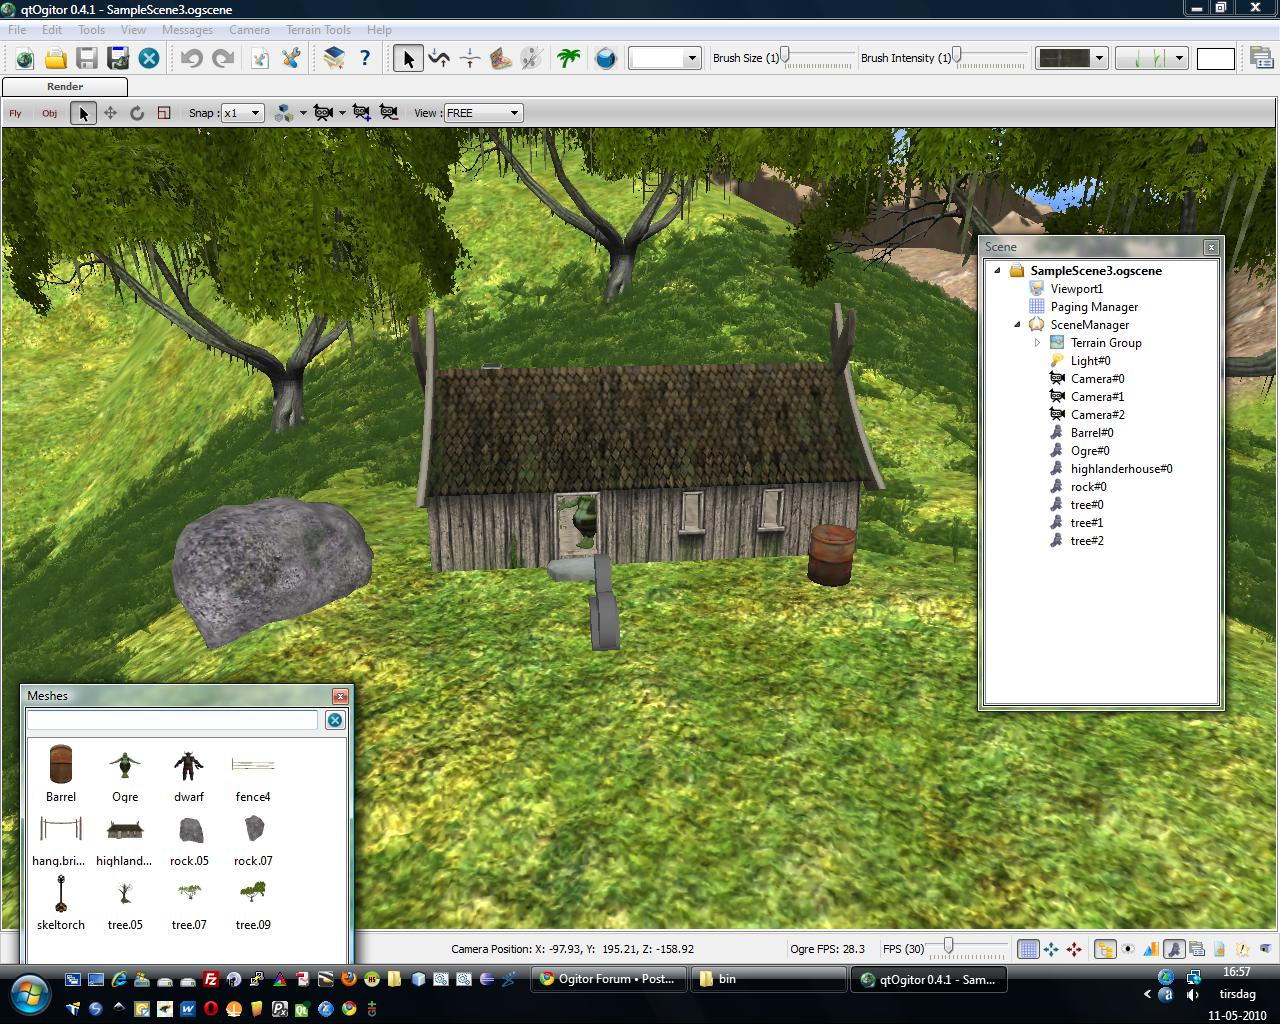 qtOgitor 0.4.1 - SampleScene3.ogscene
File Edit Tools View Messages Camera Terrain Tools Help
Brush Size (1) Brush Intensity (1)
Render
Fly Obj Snap : x1 View : FREE
Scene
SampleScene3.ogscene
Viewport1
Paging Manager
SceneManager
Terrain Group
Light#0
Camera#0
Camera#1
Camera#2
Barrel#0
Ogre#0
highlanderhouse#0
rock#0
tree#0
tree#1
tree#2
Meshes
Barrel Ogre dwarf fence4
hang.bri... highland... rock.05 rock.07
skeltorch tree.05 tree.07 tree.09
Camera Position: X: -97.93, Y: 195.21, Z: -158.92 Ogre FPS: 28.3 FPS (30)
Ogitor Forum • Post... bin qtOgitor 0.4.1 - Sam...
16:57
tirsdag
11-05-2010